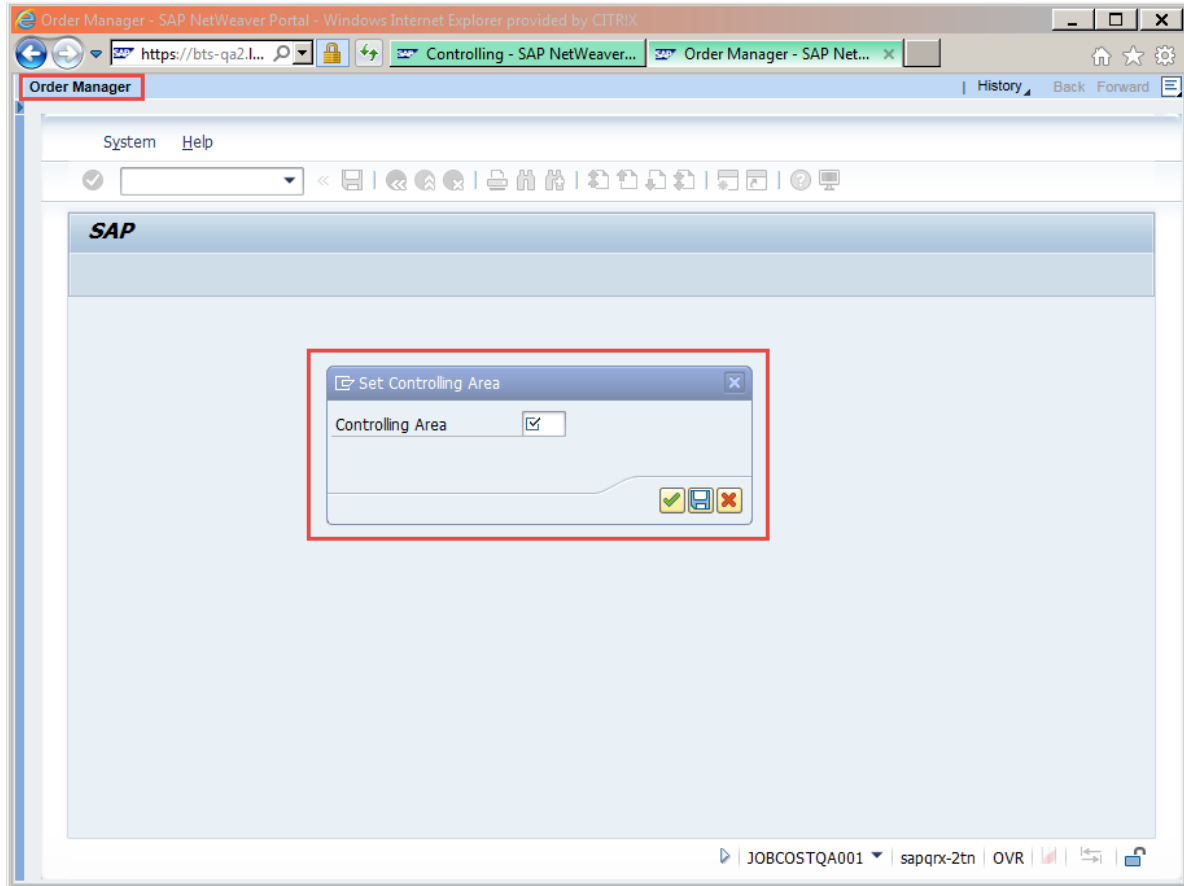 Order Manager - SAP NetWeaver Portal - Windows Internet Explorer provided by CITRIX
https://bts-qa2.l... Controlling - SAP NetWeaver... Order Manager - SAP Net...
Order Manager | History Back Forward
System Help
SAP
Set Controlling Area
Controlling Area
JOBCOSTQA001 sapqrx-2tn OVR